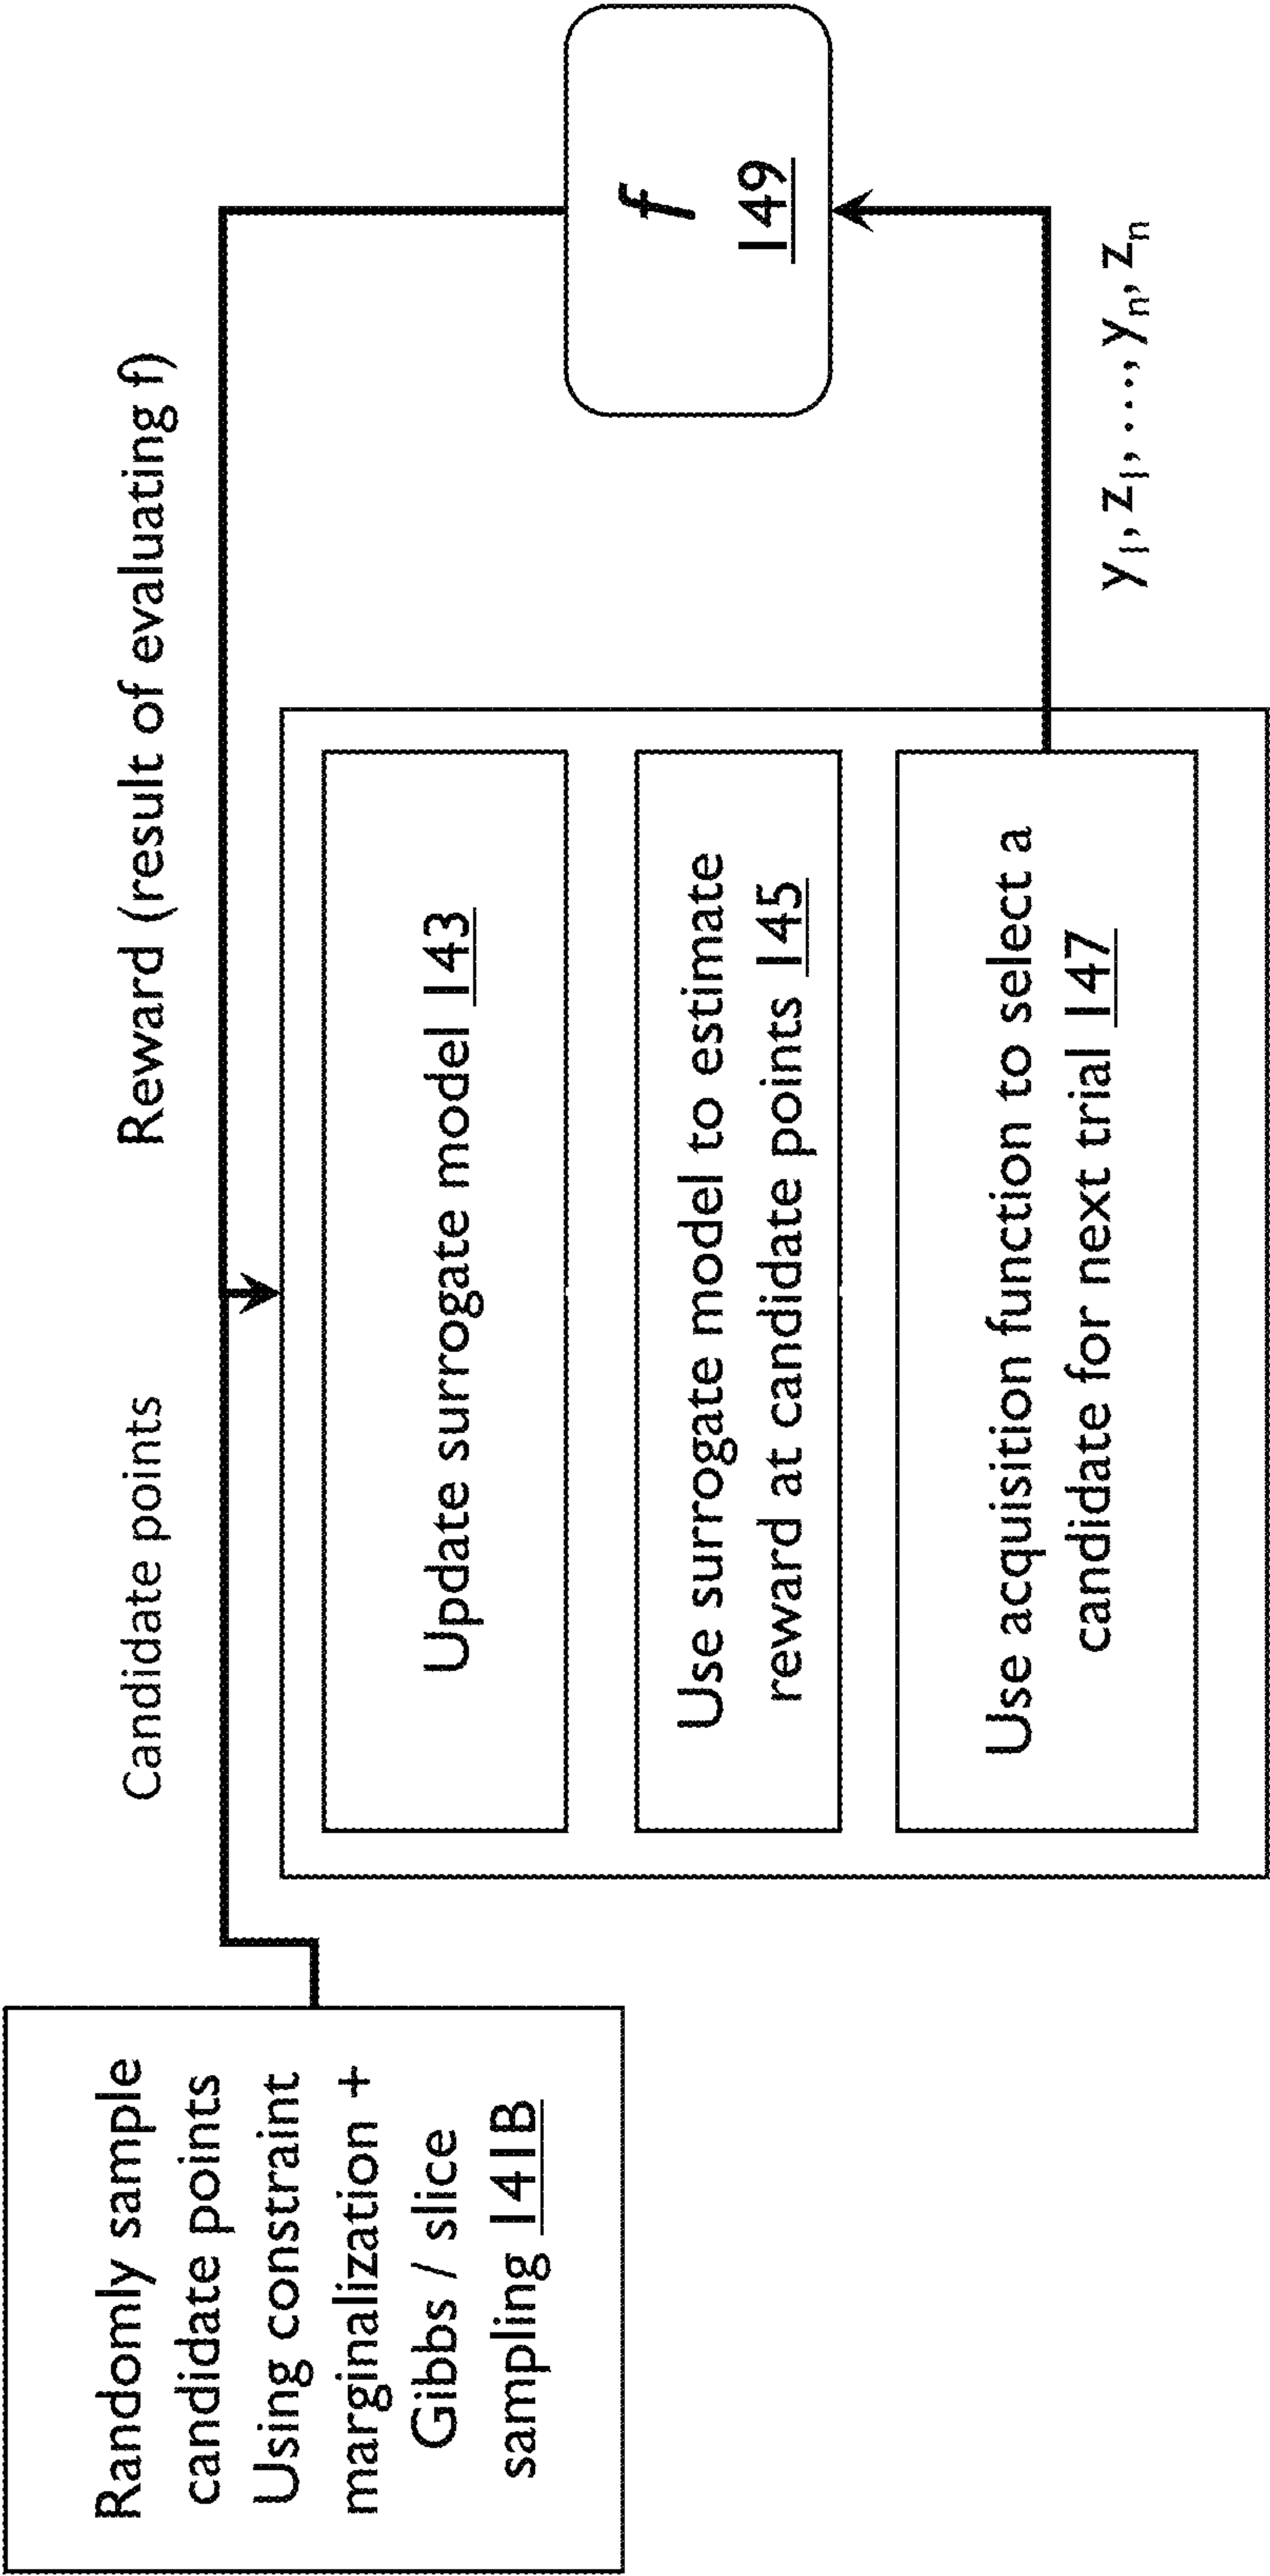 Randomly sample
candidate points
Using constraint
marginalization +
Gibbs / slice
sampling 141B
Candidate points
Reward (result of evaluating f)
Update surrogate model 143
Use surrogate model to estimate
reward at candidate points 145
Use acquisition function to select a
candidate for next trial 147
f
149
y₁, z₁, ..., yₙ, zₙ